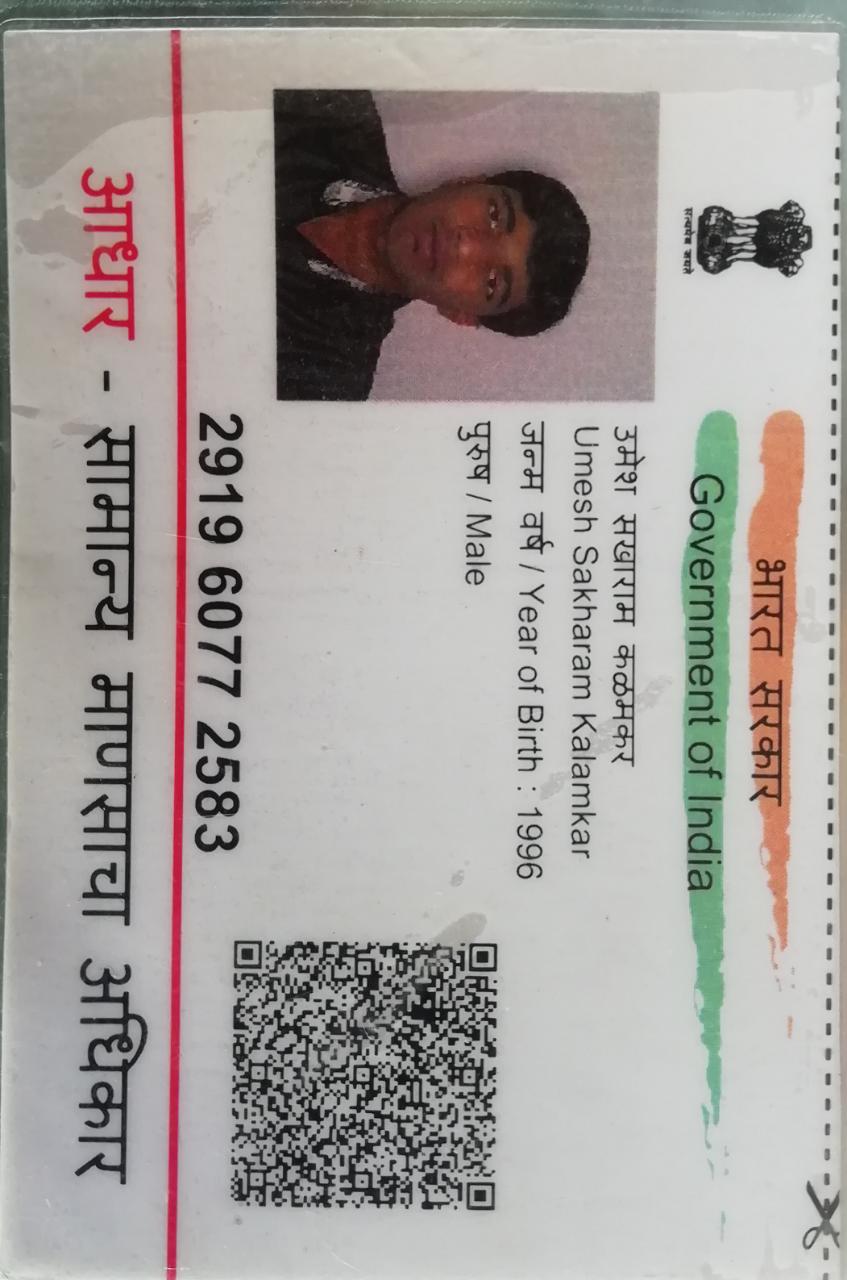 भारत सरकार
Government of India
सत्यमेव जयते
उमेश सखाराम कळमकर
Umesh Sakharam Kalamkar
जन्म वर्ष / Year of Birth : 1996
पुरुष / Male
2919 6077 2583
आधार - सामान्य माणसाचा अधिकार